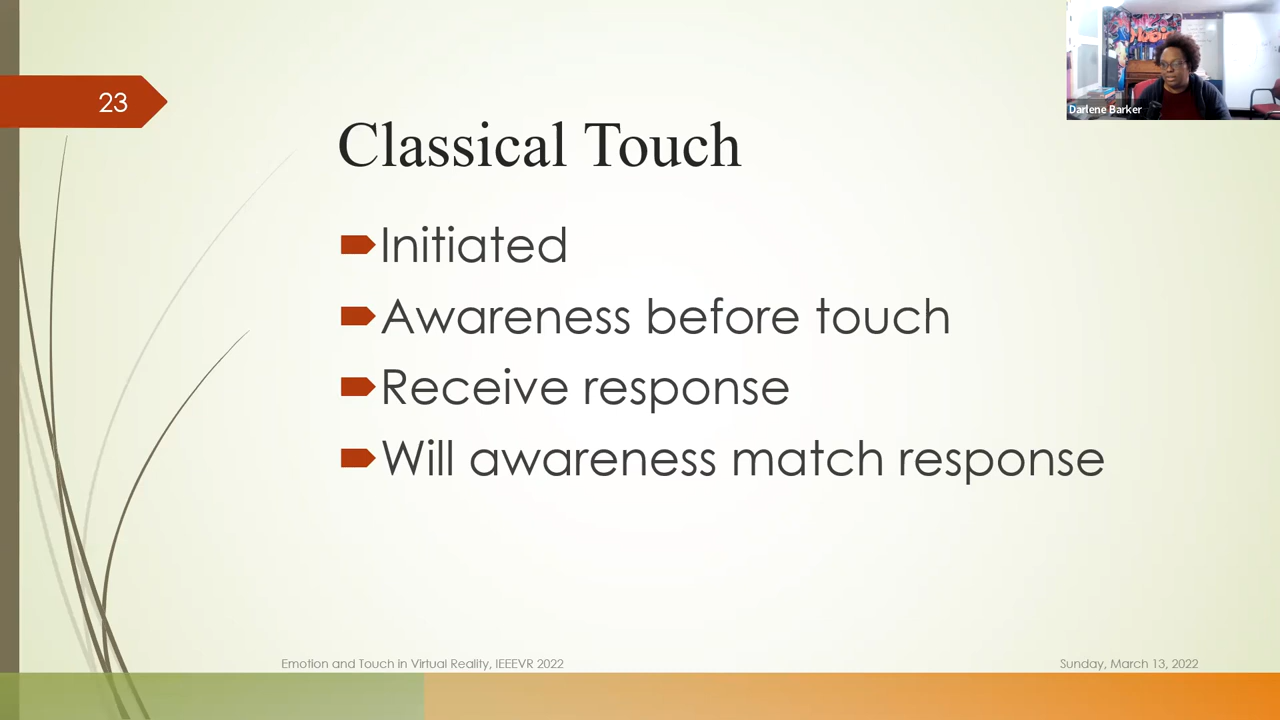 23
Darlene Barker
Classical Touch
Initiated
Awareness before touch
Receive response
Will awareness match response
Emotion and Touch in Virtual Reality, IEEEVR 2022
Sunday, March 13, 2022